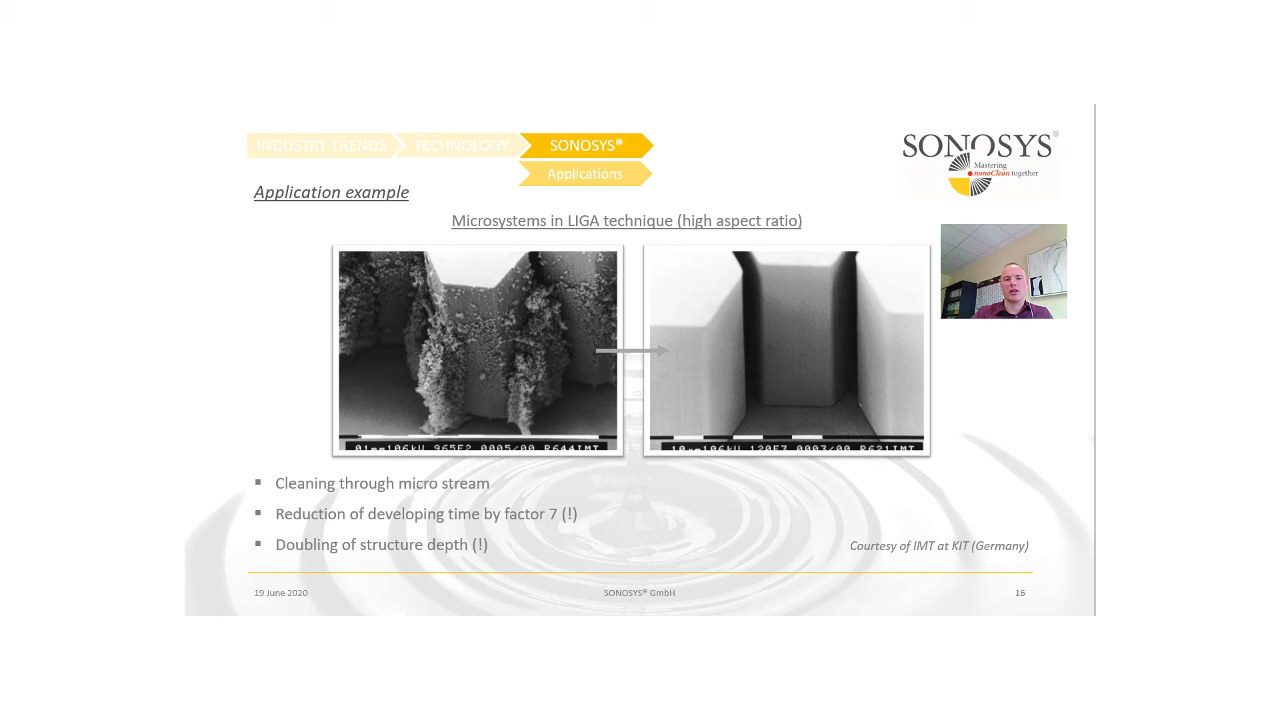 INDUSTRY TRENDS TECHNOLOGY SONOSYS®
Applications
SONOSYS®
Mastering
nanoClean together
Application example
Microsystems in LIGA technique (high aspect ratio)
▪ Cleaning through micro stream
▪ Reduction of developing time by factor 7 (!)
▪ Doubling of structure depth (!)
Courtesy of IMT at KIT (Germany)
19 June 2020 SONOSYS® GmbH 16